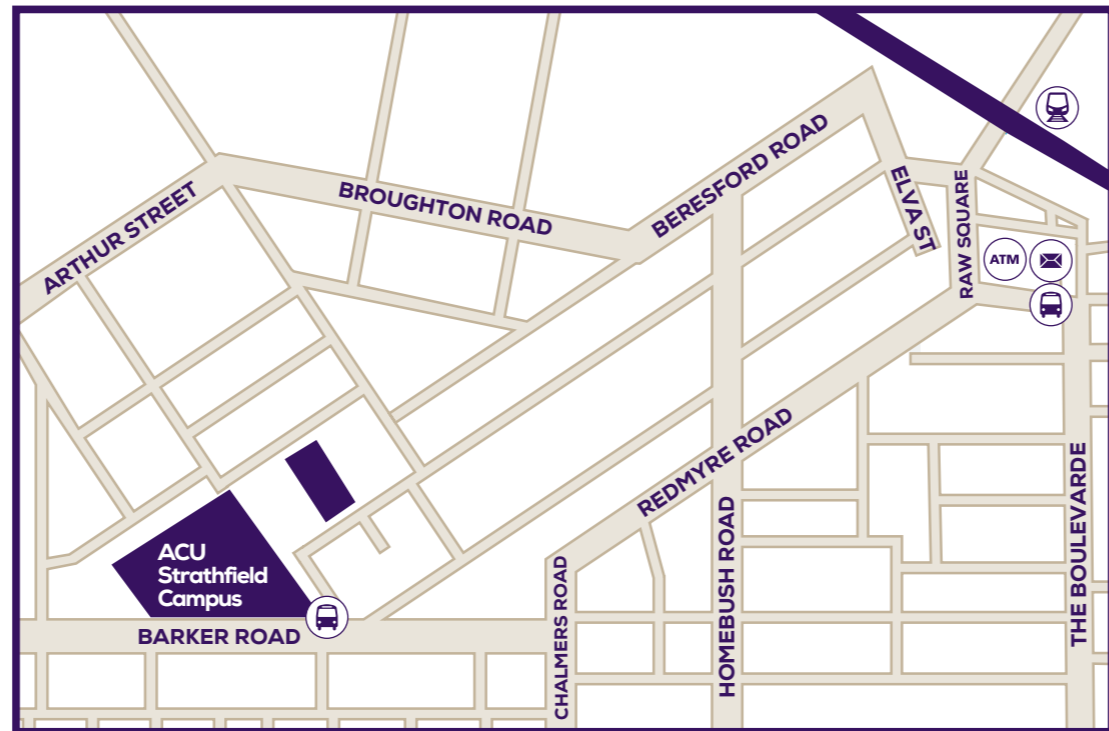 BERESFORD ROAD
ELVA ST
RAW SQUARE
BROUGHTON ROAD
ARTHUR STREET
ATM
REDMYRE ROAD
HOMEBUSH ROAD
THE BOULEVARDE
ACU
Strathfield
Campus
CHALMERS ROAD
BARKER ROAD